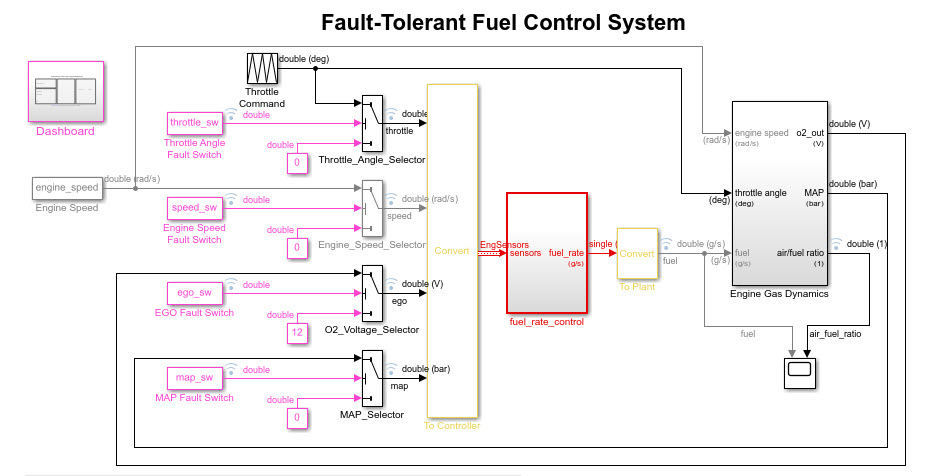 Fault-Tolerant Fuel Control System
double (deg)
Throttle
Command
Dashboard
throttle_sw
double
Throttle Angle
Fault Switch
double
0
double
throttle
Throttle_Angle_Selector
double (rad/s)
engine_speed
Engine Speed
speed_sw
double
Engine Speed
Fault Switch
double
0
double (rad/s)
speed
Engine_Speed_Selector
ego_sw
double
EGO Fault Switch
double
12
double (V)
ego
O2_Voltage_Selector
map_sw
double
MAP Fault Switch
double
0
double (bar)
map
MAP_Selector
Convert
To Controller
EngSensors
sensors
fuel_rate
(g/s)
fuel_rate_control
single (
Convert
To Plant
double (g/s)
fuel
(g/s)
(rad/s)
engine speed
(rad/s)
o2_out
(V)
double (V)
(deg)
throttle angle
(deg)
MAP
(bar)
double (bar)
fuel
(g/s)
air/fuel ratio
(1)
double (1)
Engine Gas Dynamics
fuel
air_fuel_ratio